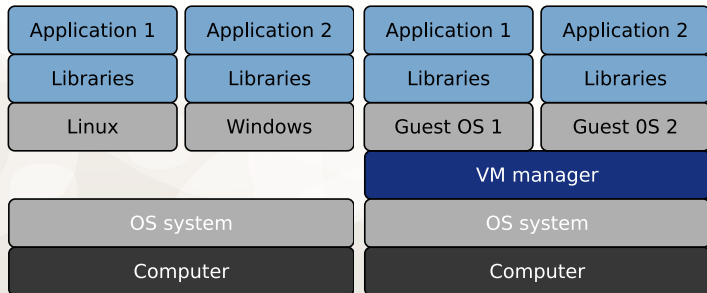 Application 1 Application 2 Application 1 Application 2
Libraries Libraries Libraries Libraries
Linux Windows Guest OS 1 Guest 0S 2
VM manager
OS system OS system
Computer Computer